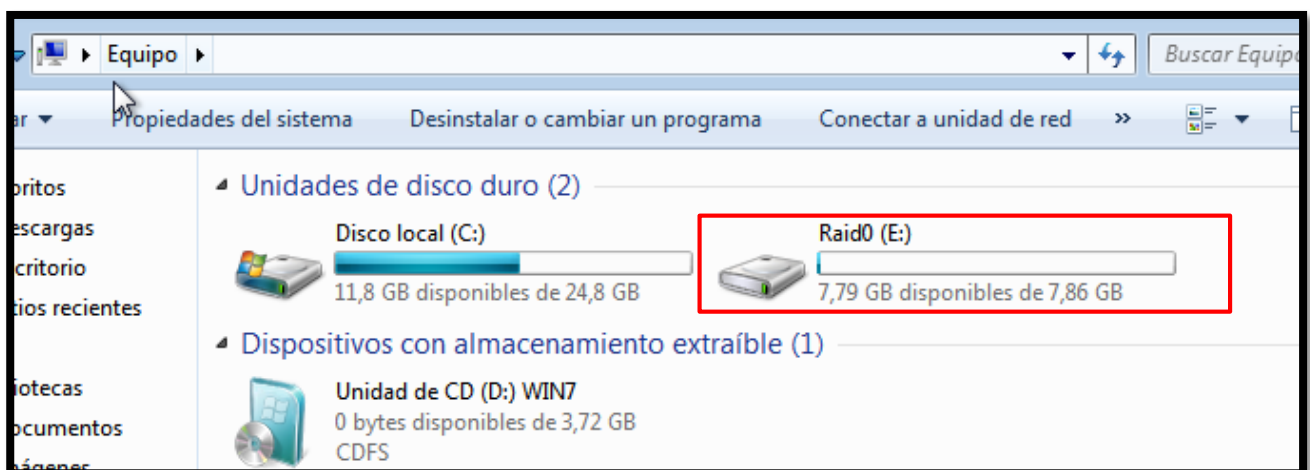 Equipo
Buscar Equipo
ar
Propiedades del sistema
Desinstalar o cambiar un programa
Conectar a unidad de red
»
oritos
escargas
critorio
tios recientes
iotecas
ocumentos
ágenes
Unidades de disco duro (2)
Disco local (C:)
11,8 GB disponibles de 24,8 GB
Raid0 (E:)
7,79 GB disponibles de 7,86 GB
Dispositivos con almacenamiento extraíble (1)
Unidad de CD (D:) WIN7
0 bytes disponibles de 3,72 GB
CDFS